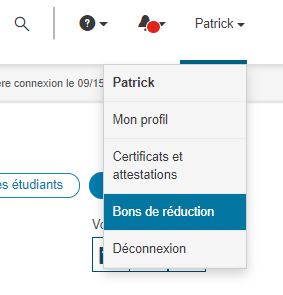 Patrick
ère connexion le 09/15
Patrick
Mon profil
Certificats et
attestations
es étudiants
Bons de réduction
Vo
Déconnexion